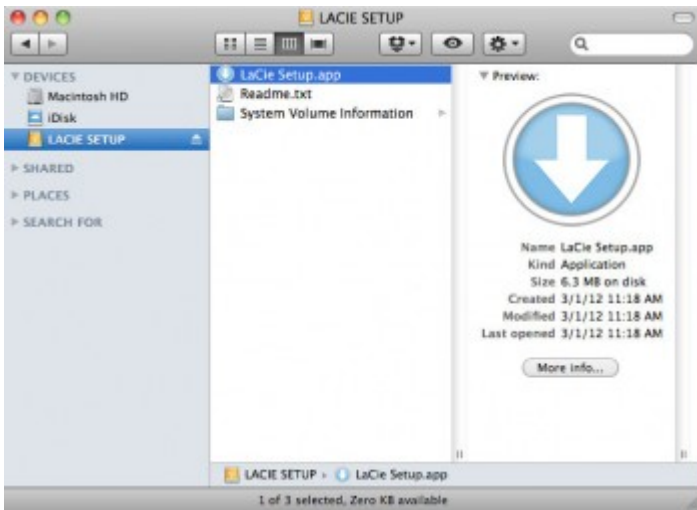 LACIE SETUP
DEVICES
Macintosh HD
iDisk
LACIE SETUP
SHARED
PLACES
SEARCH FOR
LaCie Setup.app
Readme.txt
System Volume Information
Preview:
Name LaCie Setup.app
Kind Application
Size 6.3 MB on disk
Created 3/1/12 11:18 AM
Modified 3/1/12 11:18 AM
Last opened 3/1/12 11:18 AM
More info...
LACIE SETUP LaCie Setup.app
1 of 3 selected, Zero KB available